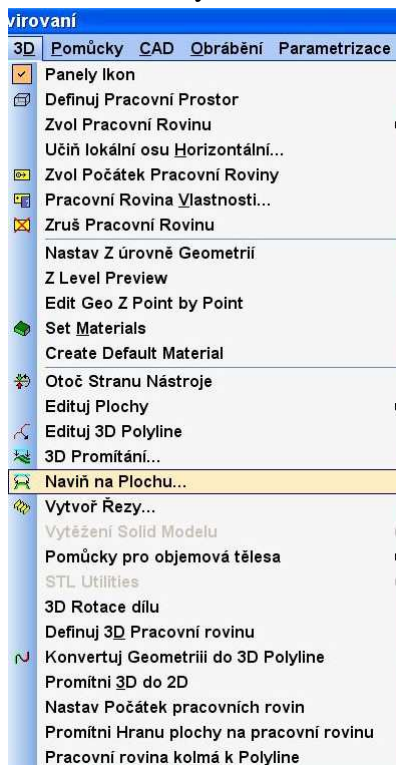 virovaní
3D Pomůcky CAD Obrábění Parametrizace
Panely Ikon
Definuj Pracovní Prostor
Zvol Pracovní Rovinu
Učiň lokální osu Horizontální...
Zvol Počátek Pracovní Roviny
Pracovní Rovina Vlastnosti...
Zruš Pracovní Rovinu
Nastav Z úrovně Geometrií
Z Level Preview
Edit Geo Z Point by Point
Set Materials
Create Default Material
Otoč Stranu Nástroje
Edituj Plochy
Edituj 3D Polyline
3D Promítání...
Naviň na Plochu...
Vytvoř Řezy...
Vytěžení Solid Modelu
Pomůcky pro objemová tělesa
STL Utilities
3D Rotace dílu
Definuj 3D Pracovní rovinu
Konvertuj Geometriii do 3D Polyline
Promítni 3D do 2D
Nastav Počátek pracovních rovin
Promítni Hranu plochy na pracovní rovinu
Pracovní rovina kolmá k Polyline